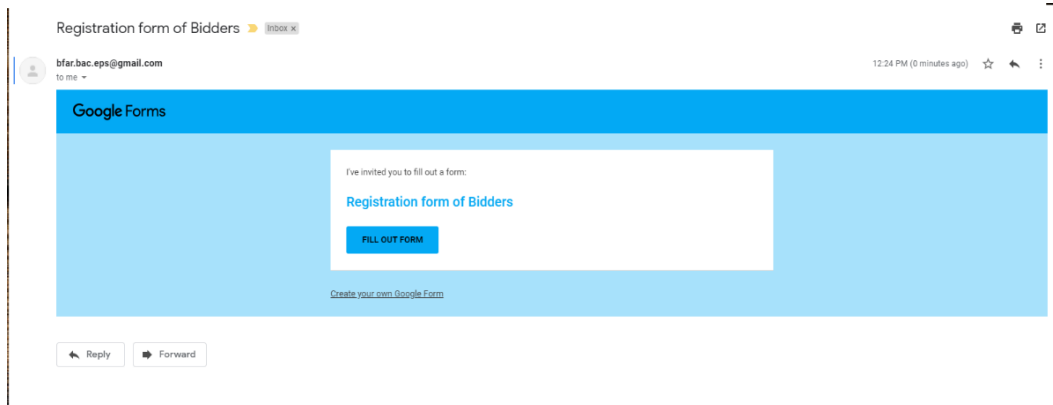 Registration form of Bidders Inbox x
bfar.bac.eps@gmail.com 12:24 PM (0 minutes ago)
to me
Google Forms
I've invited you to fill out a form:
Registration form of Bidders
FILL OUT FORM
Create your own Google Form
Reply Forward